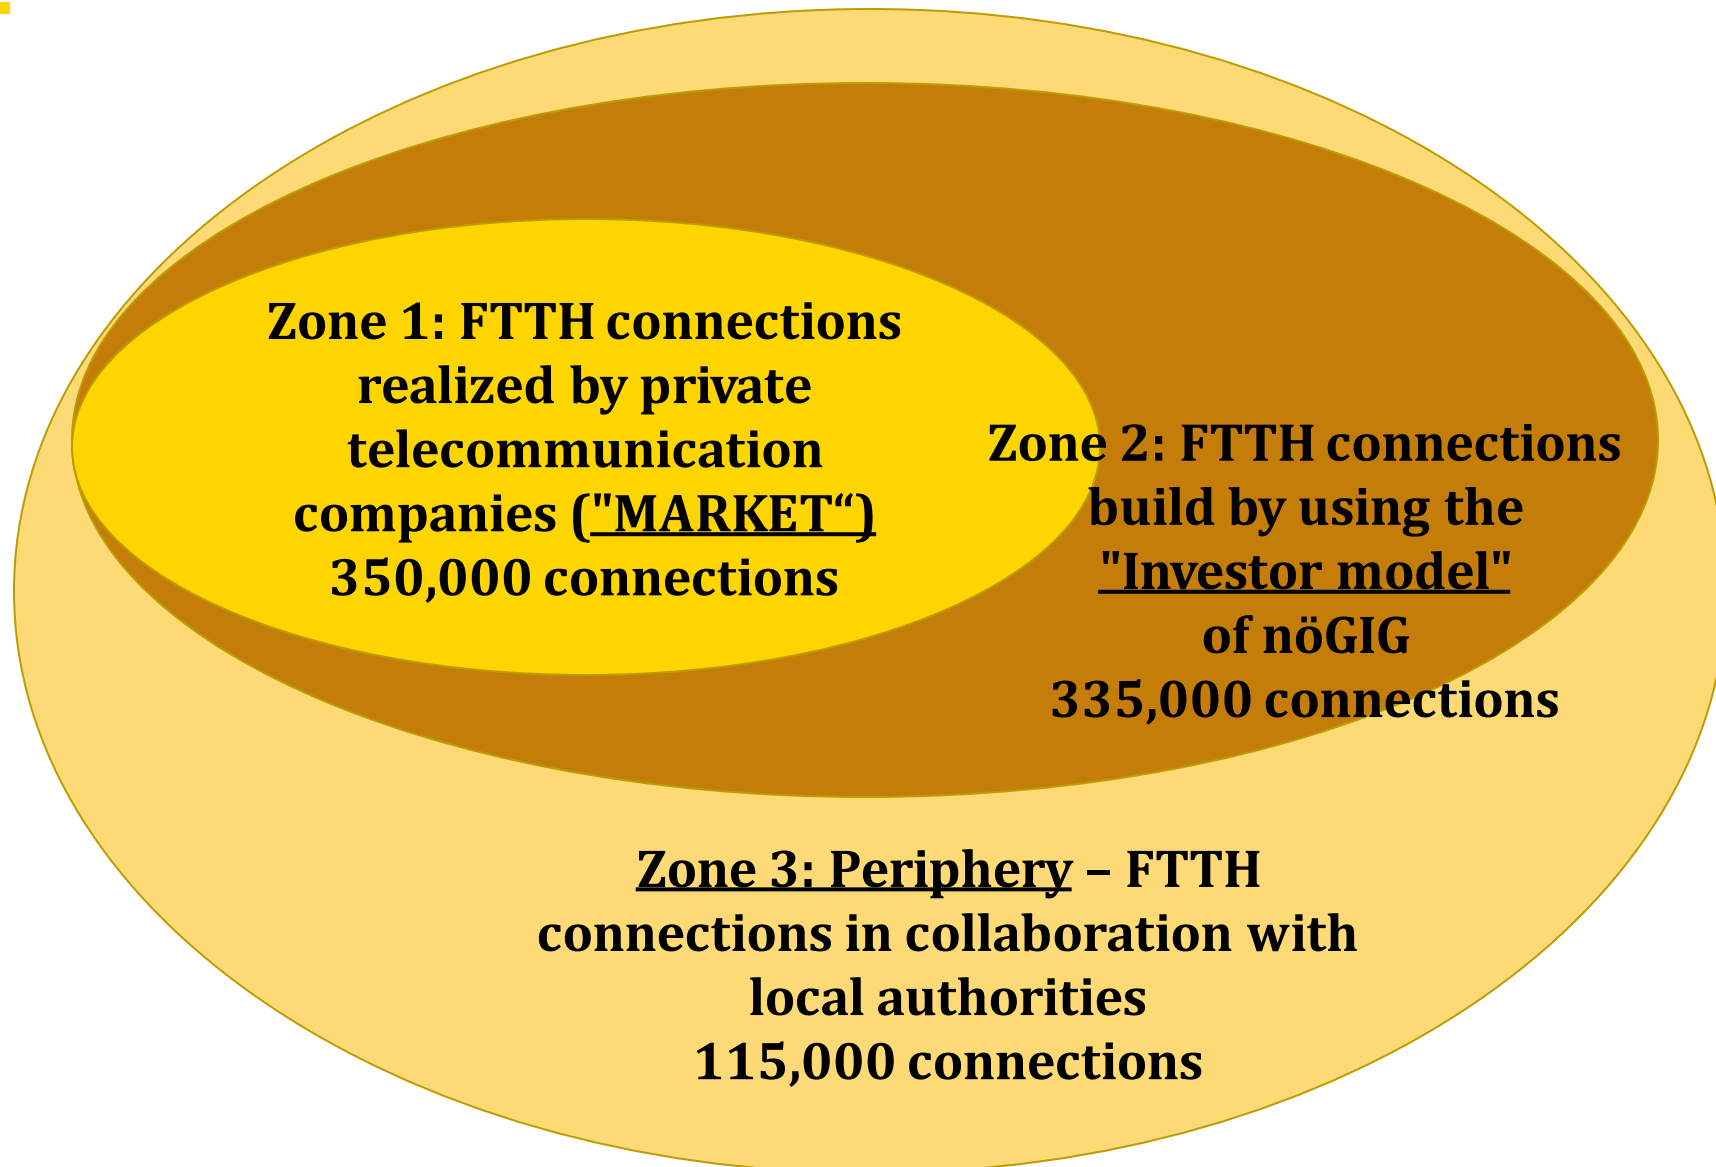 Zone 1: FTTH connections
realized by private
telecommunication
companies ("MARKET“)
350,000 connections
Zone 2: FTTH connections
build by using the
"Investor model"
of nöGIG
335,000 connections
Zone 3: Periphery – FTTH
connections in collaboration with
local authorities
115,000 connections